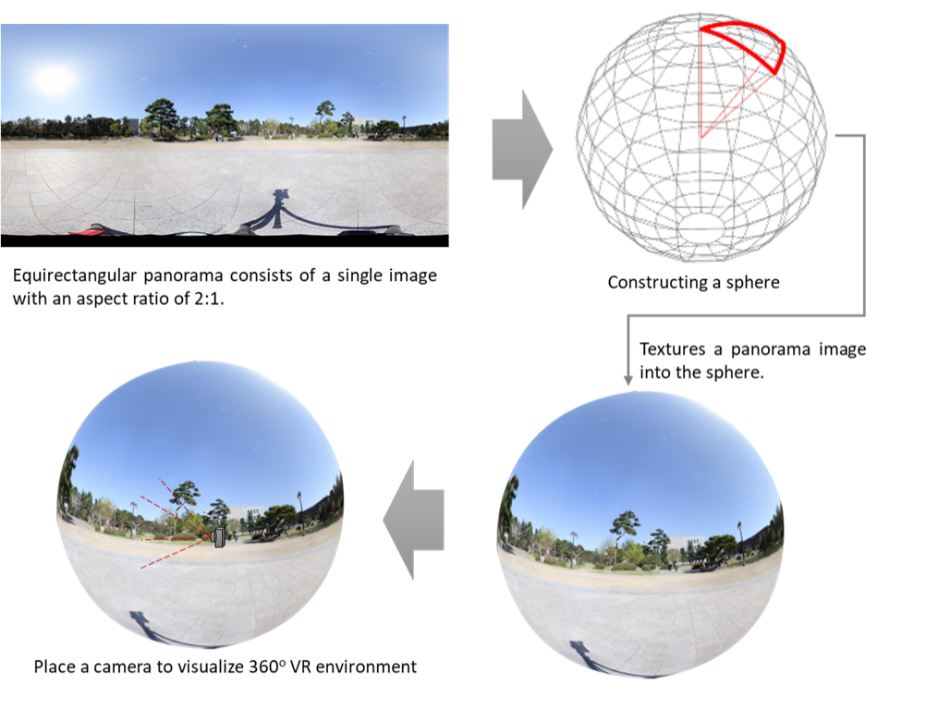 Equirectangular panorama consists of a single image
with an aspect ratio of 2:1.
Constructing a sphere
Textures a panorama image
into the sphere.
Place a camera to visualize 360° VR environment